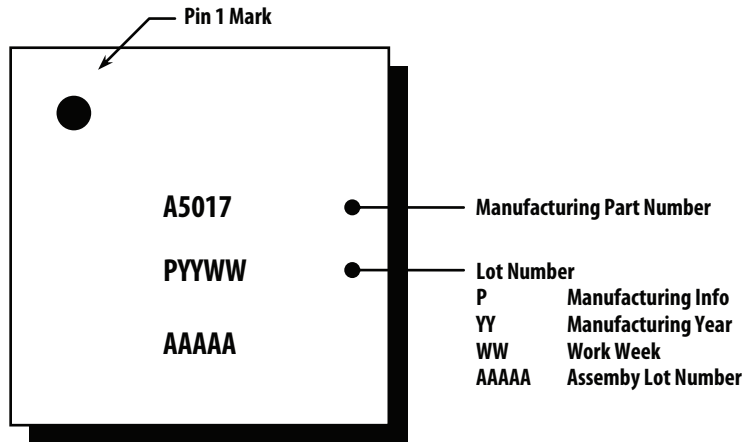 Pin 1 Mark
A5017
Manufacturing Part Number
PYYWW
Lot Number
P Manufacturing Info
YY Manufacturing Year
WW Work Week
AAAAA
AAAAA Assemby Lot Number